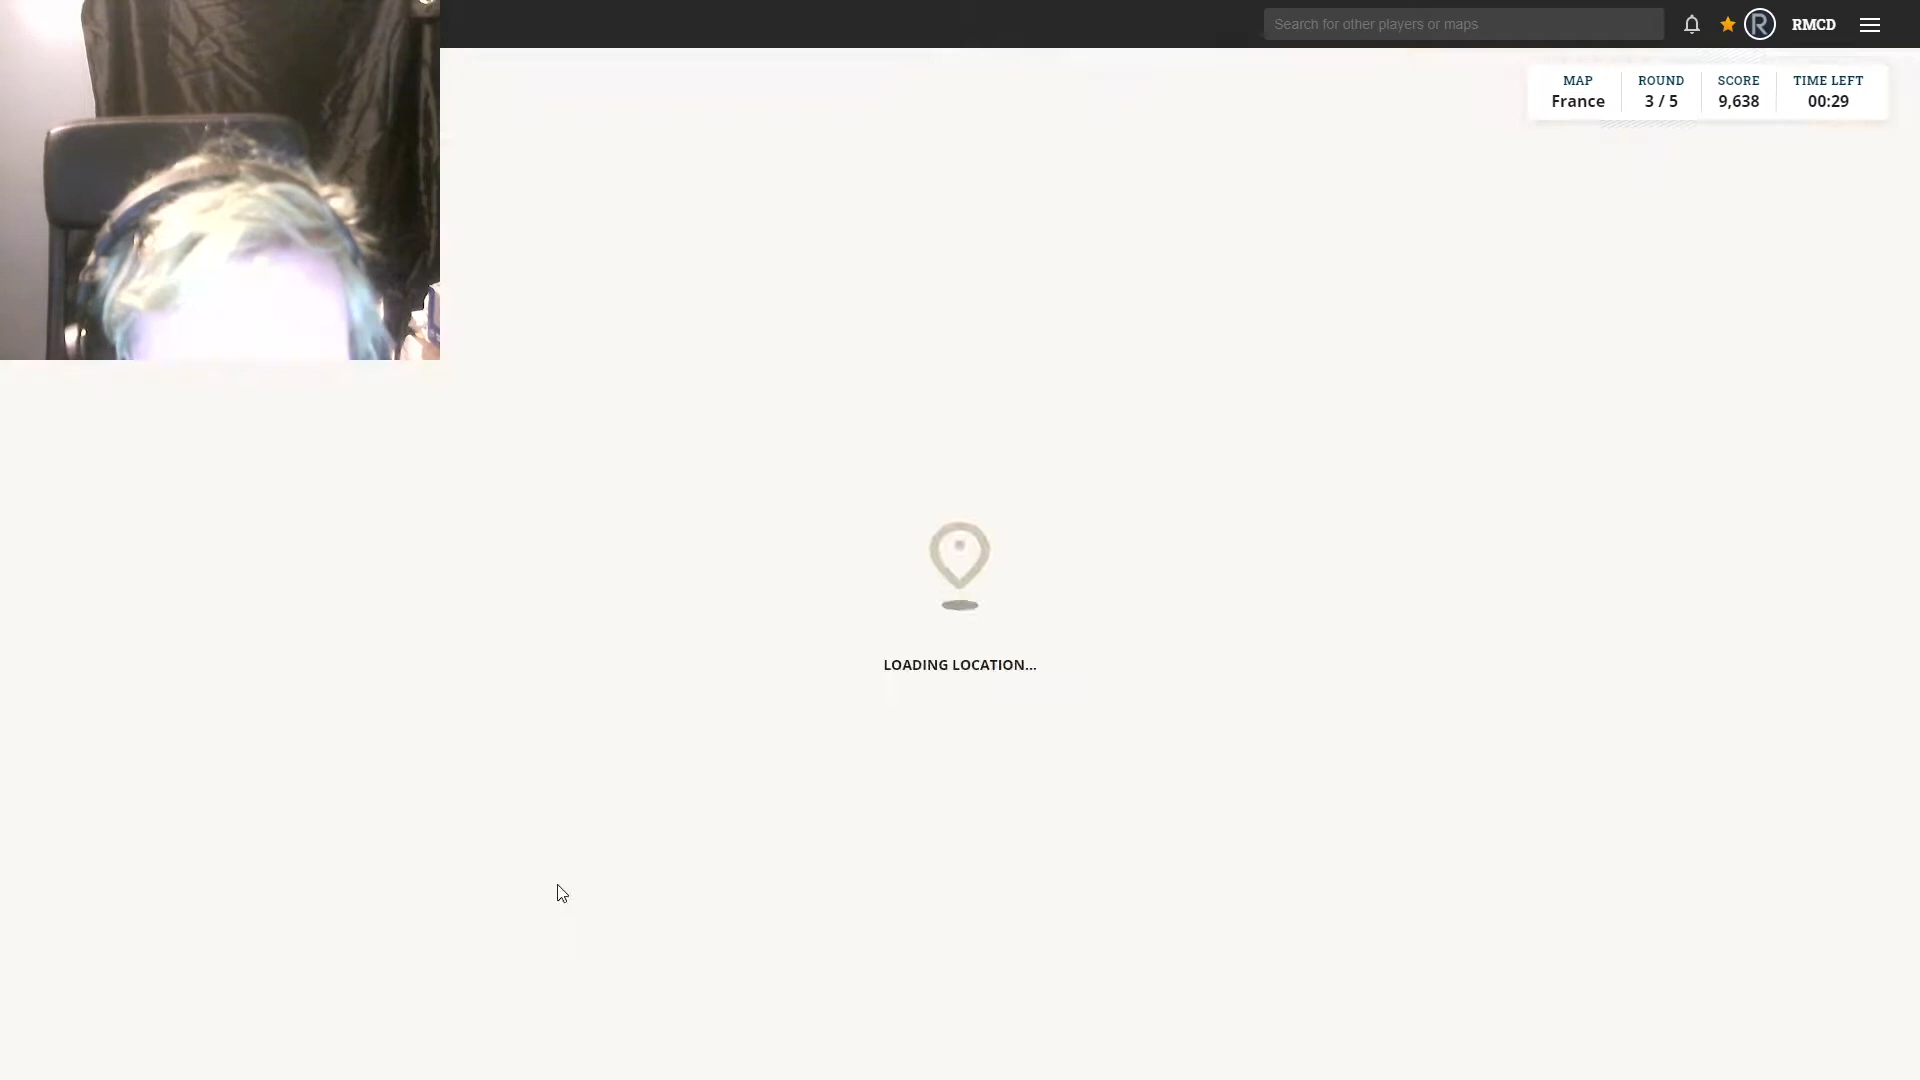 Search for other players or maps
RMCD
MAP ROUND SCORE TIME LEFT
France 3 / 5 9,638 00:29
LOADING LOCATION...